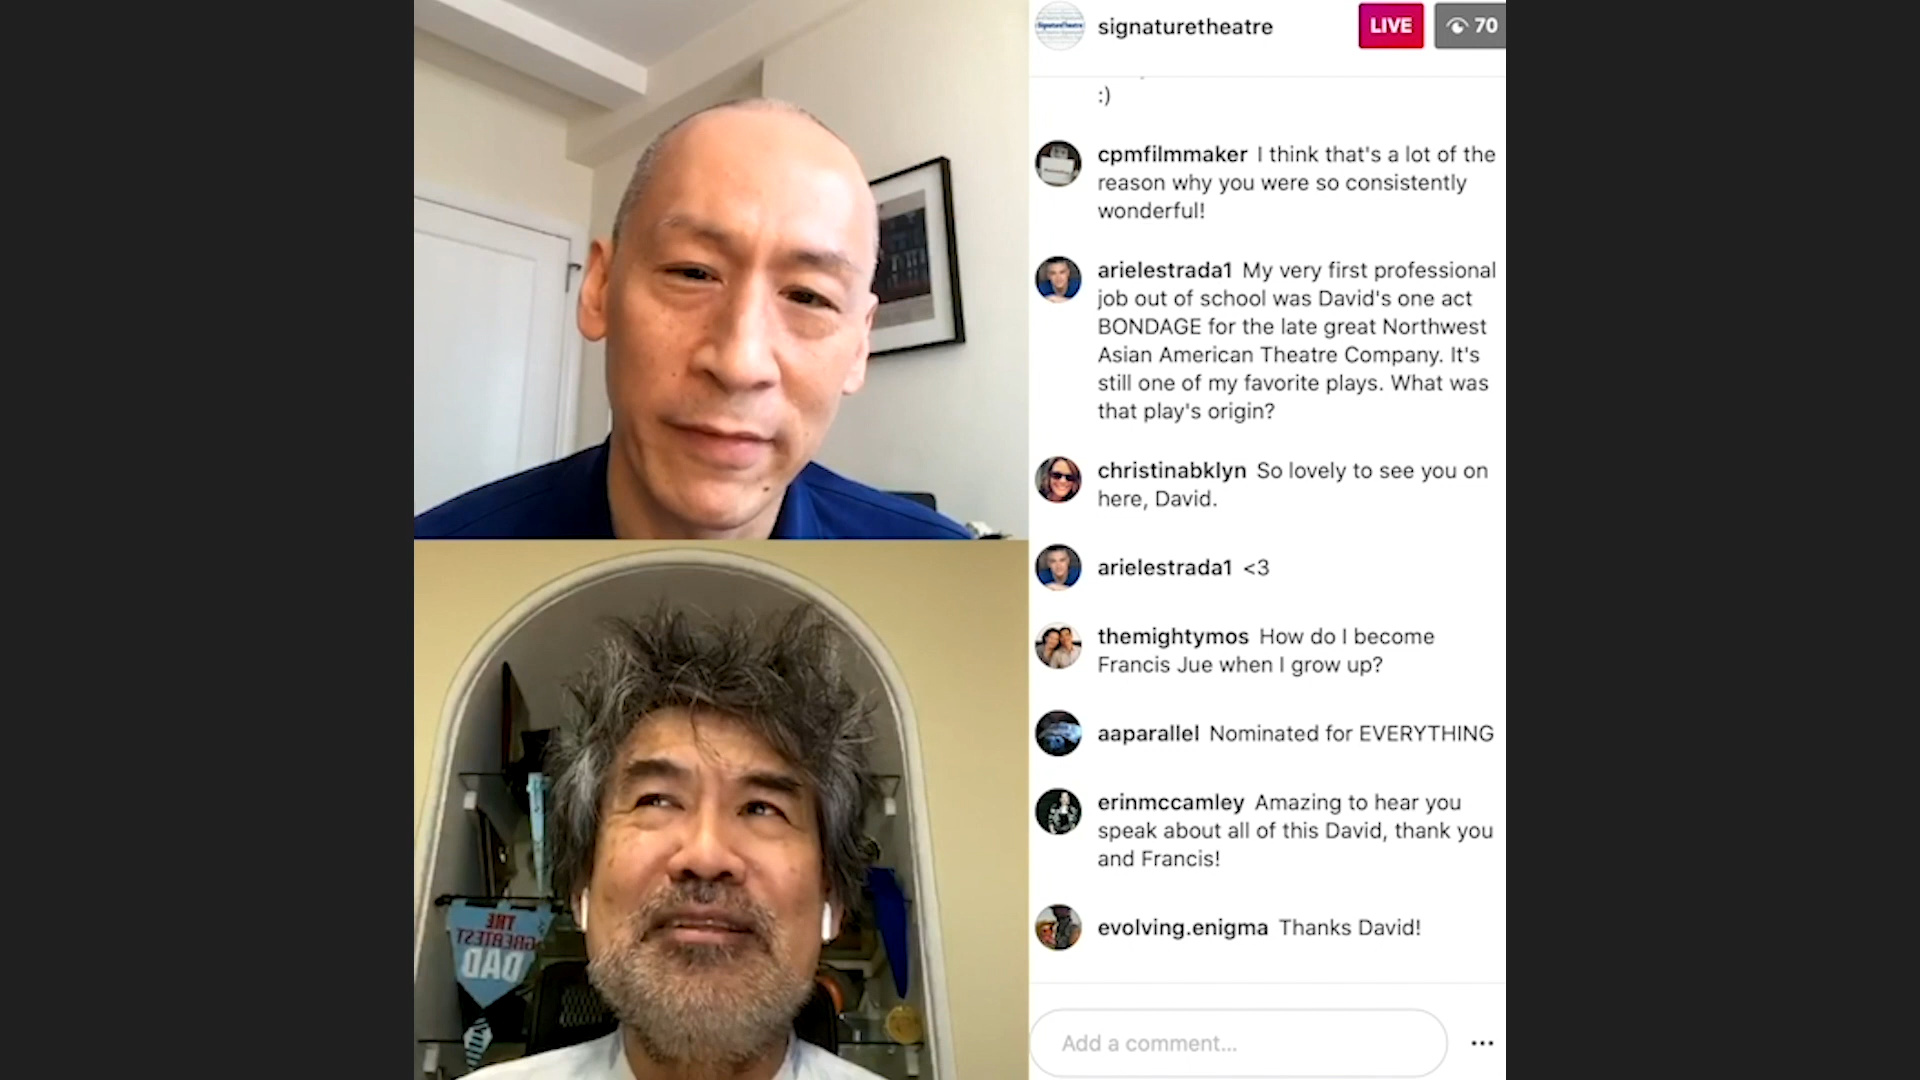 signaturetheatre
LIVE
70
:)
cpmfilmmaker I think that's a lot of the
reason why you were so consistently
wonderful!
arielestrada1 My very first professional
job out of school was David's one act
BONDAGE for the late great Northwest
Asian American Theatre Company. It's
still one of my favorite plays. What was
that play's origin?
christinabklyn So lovely to see you on
here, David.
arielestrada1 <3
themightymos How do I become
Francis Jue when I grow up?
aaparallel Nominated for EVERYTHING
erinmccamley Amazing to hear you
speak about all of this David, thank you
and Francis!
evolving.enigma Thanks David!
Add a comment...
THE
GREATEST
DAD